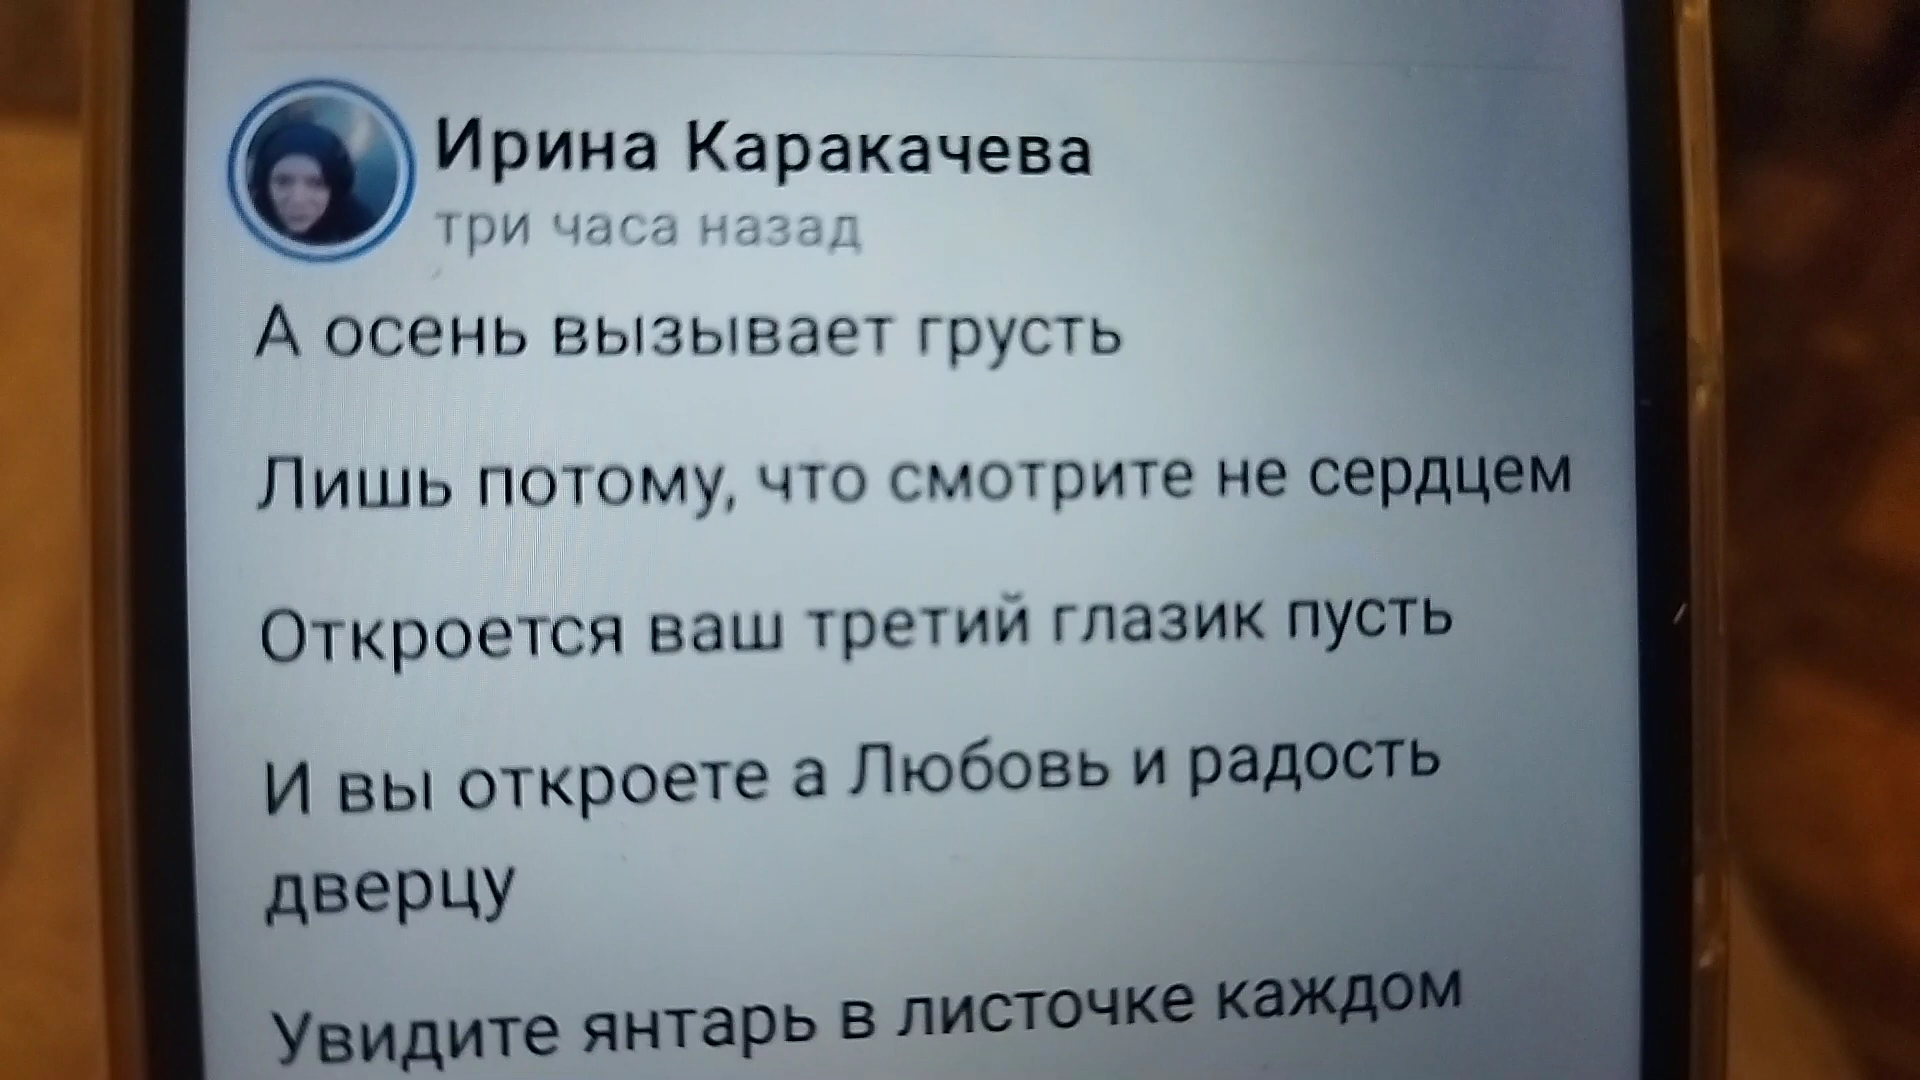 Ирина Каракачева
три часа назад
А осень вызывает грусть
Лишь потому, что смотрите не сердцем
Откроется ваш третий глазик пусть
И вы откроете а Любовь и радость
дверцу
Увидите янтарь в листочке каждом